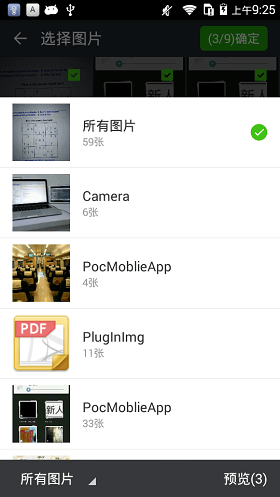 上午9:25
选择图片
(3/9)确定
所有图片
59张
Camera
6张
PocMoblieApp
4张
PDF
PlugInImg
11张
新人
PocMoblieApp
33张
所有图片
预览(3)